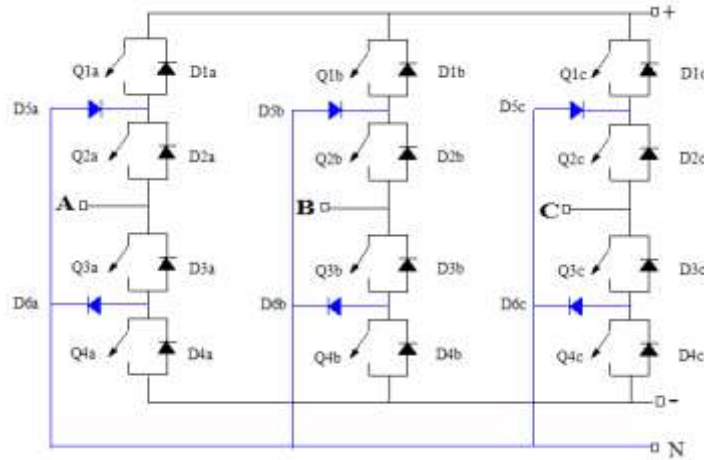 +
Q1a D1a Q1b D1b Q1c D1c
D5a D5b D5c
Q2a D2a Q2b D2b Q2c D2c
A B C
Q3a D3a Q3b D3b Q3c D3c
D6a D6b D6c
Q4a D4a Q4b D4b Q4c D4c
-
N